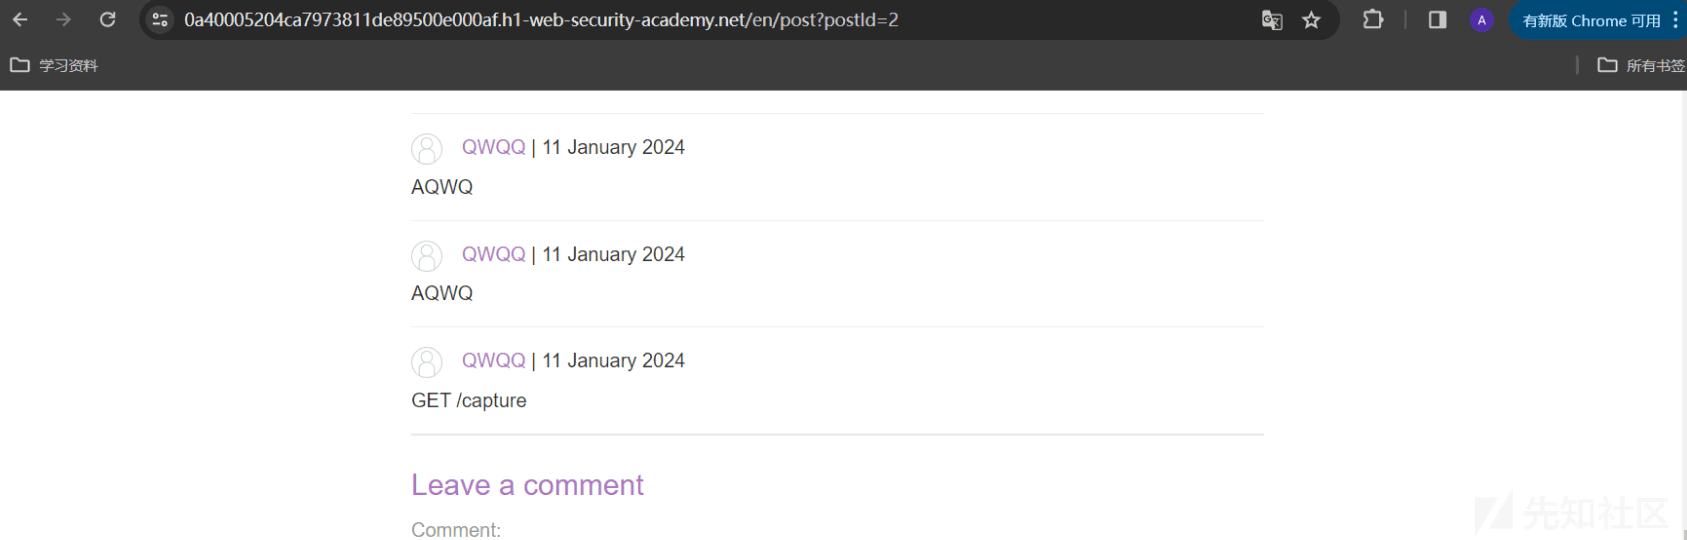 0a40005204ca7973811de89500e000af.h1-web-security-academy.net/en/post?postId=2
A
有新版 Chrome 可用
学习资料
所有书签
QWQQ | 11 January 2024
AQWQ
QWQQ | 11 January 2024
AQWQ
QWQQ | 11 January 2024
GET /capture
Leave a comment
Comment:
先知社区